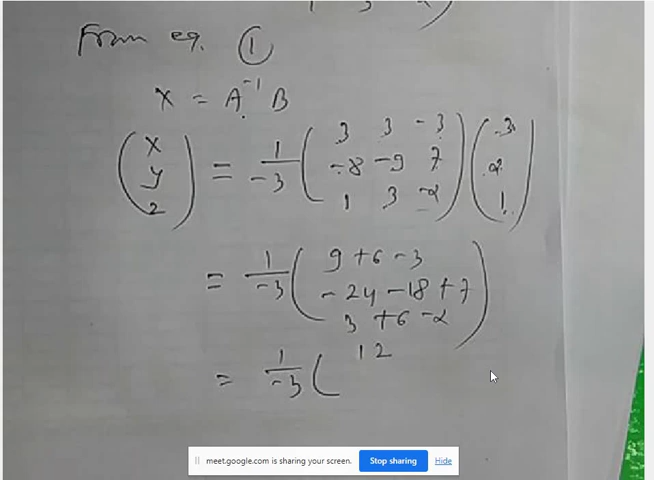 From eq. ①
X = A⁻¹ B
( x y z ) = 1/-3 ( 3 3 -3
-8 -9 7
1 3 -2 ) ( 3 2 1 )
= 1/-3 ( 9 + 6 - 3
- 24 - 18 + 7
3 + 6 - 2 )
= 1/-3 ( 12
meet.google.com is sharing your screen. Stop sharing Hide